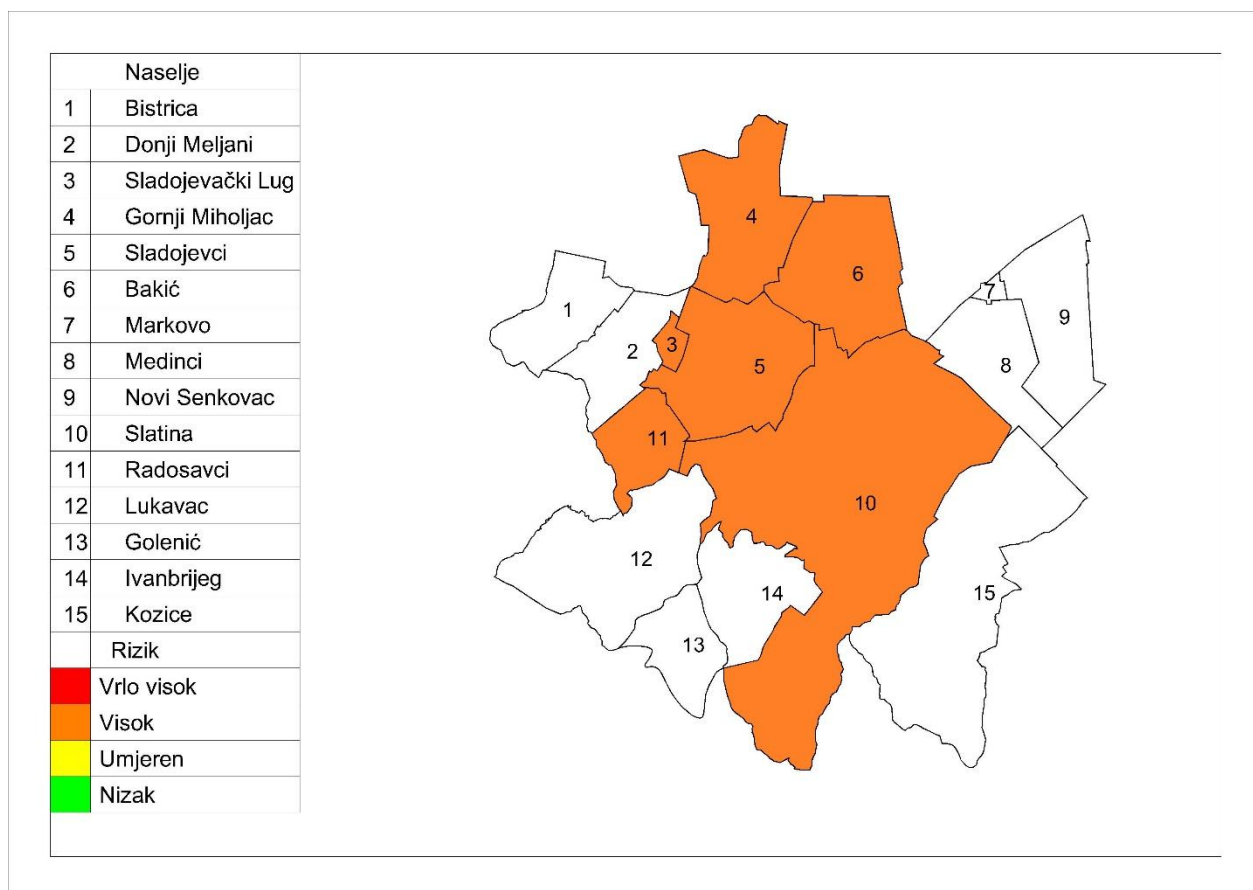 Naselje
1 Bistrica
2 Donji Meljani
3 Sladojevački Lug
4 Gornji Miholjac
5 Sladojevci
6 Bakić
7 Markovo
8 Medinci
9 Novi Senkovac
10 Slatina
11 Radosavci
12 Lukavac
13 Golenić
14 Ivanbrijeg
15 Kozice
Rizik
Vrlo visok
Visok
Umjeren
Nizak
4
6
7
1
9
2
3
5
8
11
10
12
14
15
13